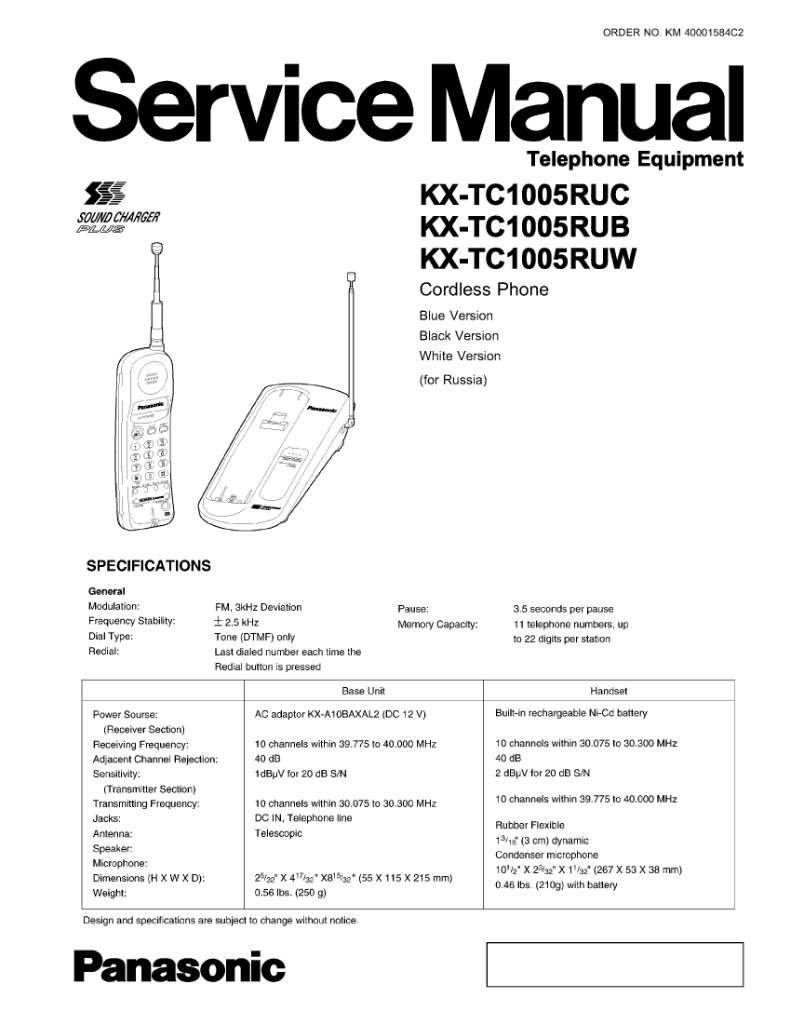 ORDER NO. KM 40001584C2
Service Manual
Telephone Equipment
SOUND CHARGER
PLUS
KX-TC1005RUC
KX-TC1005RUB
KX-TC1005RUW
Cordless Phone
Blue Version
Black Version
White Version
(for Russia)
Panasonic
Panasonic
SPECIFICATIONS
General
Modulation: FM, 3kHz Deviation
Frequency Stability: ± 2.5 kHz
Dial Type: Tone (DTMF) only
Redial: Last dialed number each time the
Redial button is pressed
Pause: 3.5 seconds per pause
Memory Capacity: 11 telephone numbers, up
to 22 digits per station
Base Unit Handset
Power Sourse: AC adaptor KX-A10BAXAL2 (DC 12 V) Built-in rechargeable Ni-Cd battery
(Receiver Section)
Receiving Frequency: 10 channels within 39.775 to 40.000 MHz 10 channels within 30.075 to 30.300 MHz
Adjacent Channel Rejection: 40 dB 40 dB
Sensitivity: 1dBµV for 20 dB S/N 2 dBµV for 20 dB S/N
(Transmitter Section)
Transmitting Frequency: 10 channels within 30.075 to 30.300 MHz 10 channels within 39.775 to 40.000 MHz
Jacks: DC IN, Telephone line
Antenna: Telescopic Rubber Flexible
Speaker: 1 3/16" (3 cm) dynamic
Microphone: Condenser microphone
Dimensions (H X W X D): 2 5/32" X 4 17/32" X8 15/32" (55 X 115 X 215 mm) 10 1/2" X 2 3/32" X 1 1/32" (267 X 53 X 38 mm)
Weight: 0.56 lbs. (250 g) 0.46 lbs. (210g) with battery
Design and specifications are subject to change without notice.
Panasonic